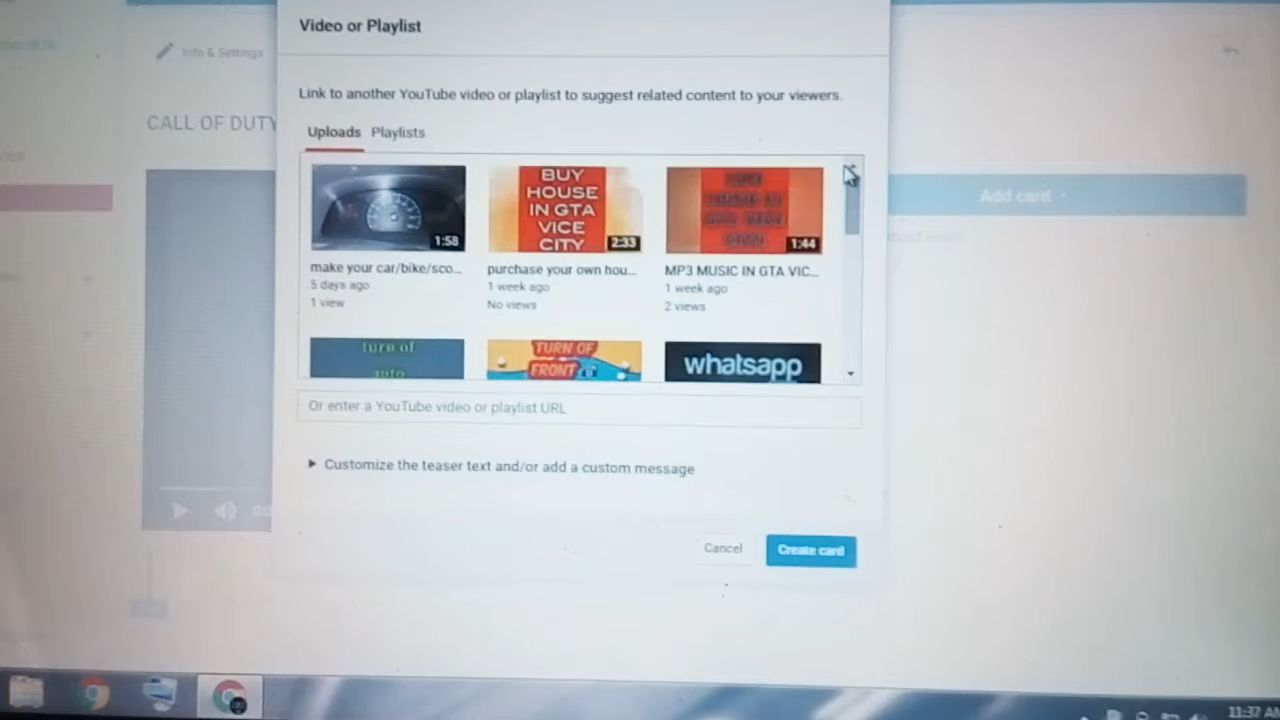 Video or Playlist
Info & Settings
Link to another YouTube video or playlist to suggest related content to your viewers.
CALL OF DUTY
Uploads Playlists
Add card
BUY
HOUSE
IN GTA
VICE
CITY
1:58
2:33
1:44
make your car/bike/sco...
purchase your own hou...
MP3 MUSIC IN GTA VIC...
5 days ago
1 week ago
1 week ago
1 view
No views
2 views
turn of
auto
TURN OF
FRONT
whatsapp
Or enter a YouTube video or playlist URL
Customize the teaser text and/or add a custom message
Cancel
Create card
11:37 AM